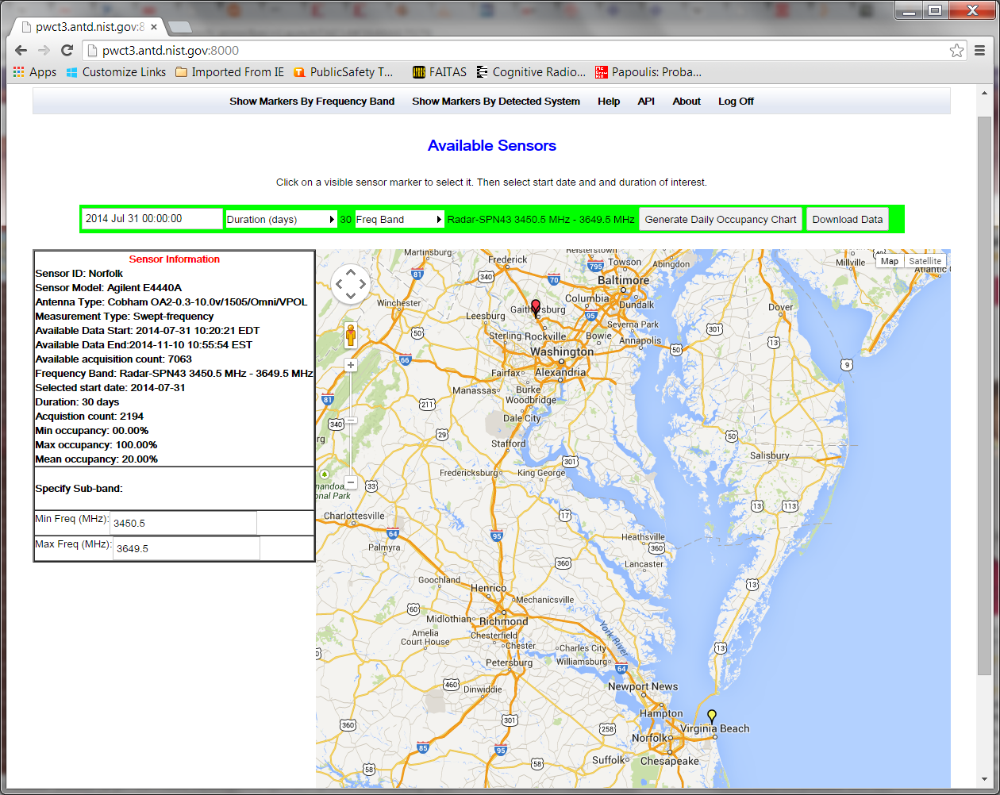 pwct3.antd.nist.gov:8
pwct3.antd.nist.gov:8000
Apps Customize Links Imported From IE PublicSafety T... FAITAS Cognitive Radio... Papoulis: Proba...
Show Markers By Frequency Band Show Markers By Detected System Help API About Log Off
Available Sensors
Click on a visible sensor marker to select it. Then select start date and and duration of interest.
2014 Jul 31 00:00:00 Duration (days) 30 Freq Band Radar-SPN43 3450.5 MHz - 3649.5 MHz Generate Daily Occupancy Chart Download Data
Sensor Information
Sensor ID: Norfolk
Sensor Model: Agilent E4440A
Antenna Type: Cobham OA2-0.3-10.0v/1505/Omni/VPOL
Measurement Type: Swept-frequency
Available Data Start: 2014-07-31 10:20:21 EDT
Available Data End:2014-11-10 10:55:54 EST
Available acquisition count: 7063
Frequency Band: Radar-SPN43 3450.5 MHz - 3649.5 MHz
Selected start date: 2014-07-31
Duration: 30 days
Acquistion count: 2194
Min occupancy: 00.00%
Max occupancy: 100.00%
Mean occupancy: 20.00%
Specify Sub-band:
Min Freq (MHz): 3450.5
Max Freq (MHz): 3649.5
Map Satellite
Martinsburg
Frederick
Reisterstown
Towson
Abingdon
Millville
Atlantic
81
340
70
795
Baltimore
Winchester
Gaithersburg
Columbia
Dundalk
Dover
Leesburg
95
Severna Park
301
50
Sterling
Rockville
Bowie
Annapolis
50
13
Washington
66
Fairfax
Alexandria
9
Manassas
Burke
Woodbridge
81
211
Dale City
340
29
rg
Stafford
50
301
Salisbury
Fredericksburg
King George
nandoa
onal Park
33
13
113
Charlottesville
17
64
95
Heathsville
360
Palmyra
Lancaster
360
Goochland
Henrico
13
Mechanicsville
60
Midlothian
Richmond
York River
Amelia
Court House
Chesterfield
Chester
Charles City
13
Petersburg
Williamsburg
64
460
Dinwiddie
Newport News
Hampton
301
360
258
Virginia Beach
Norfolk
85
95
Suffolk
Chesapeake
58
58